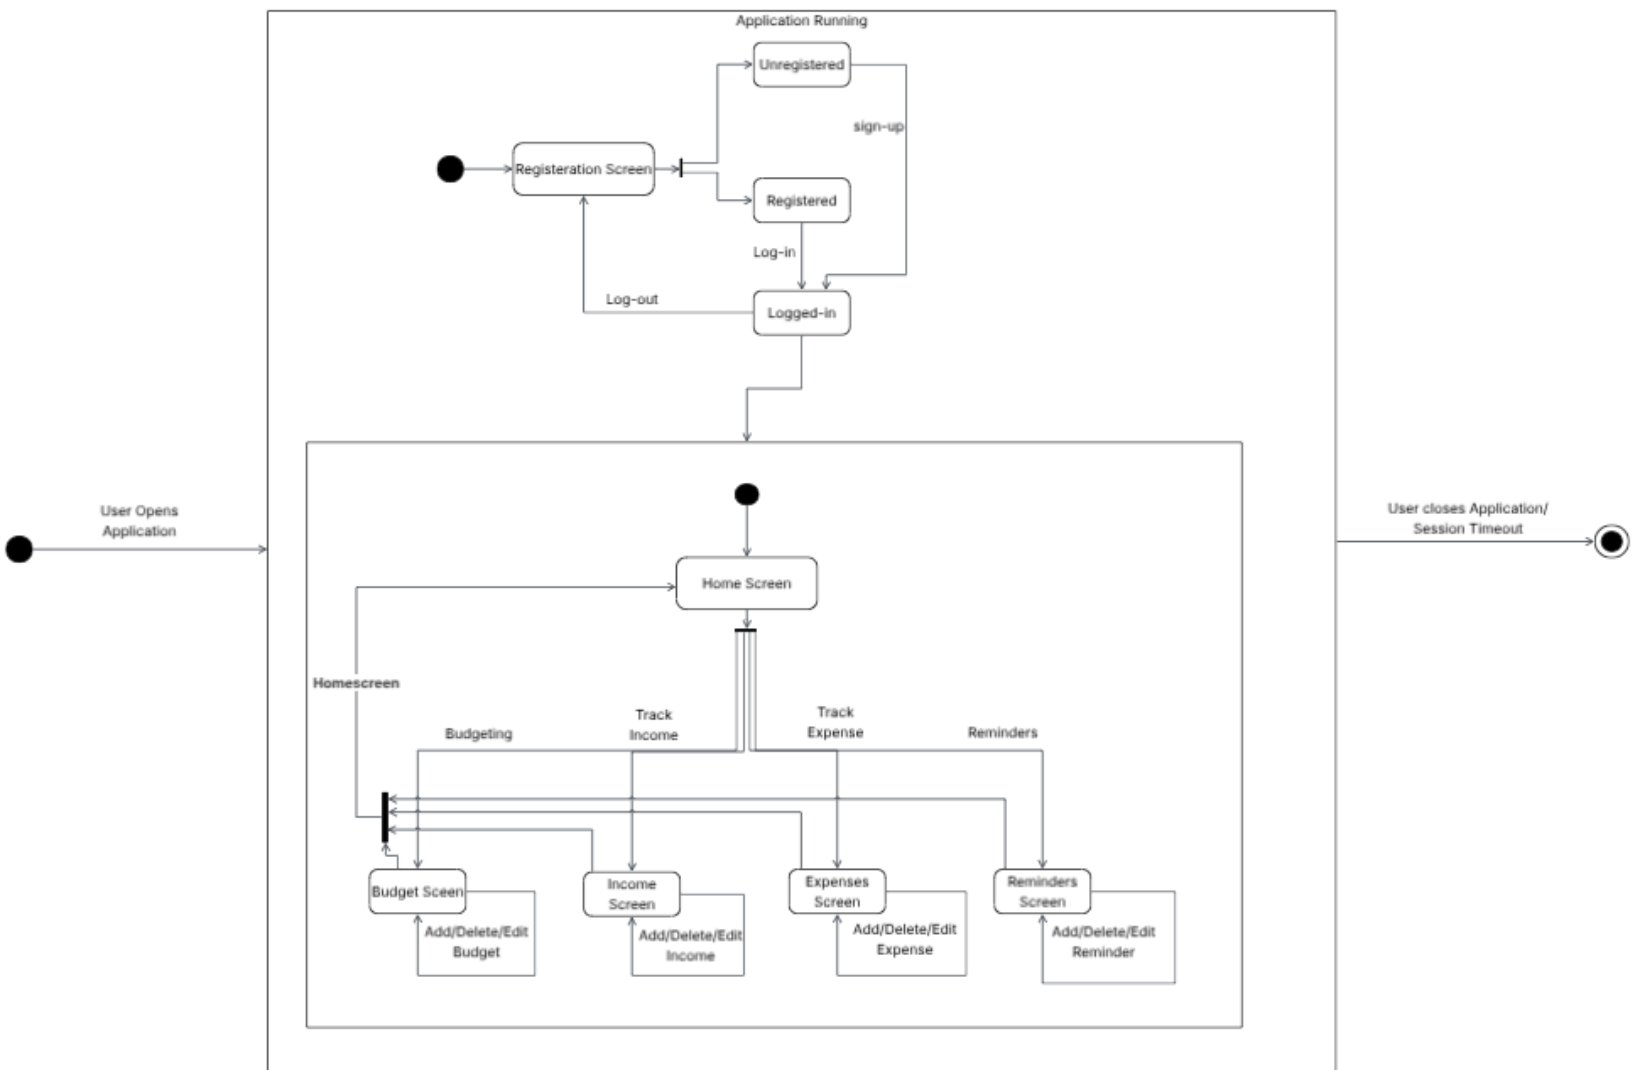 Application Running
Unregistered
sign-up
Registeration Screen
Registered
Log-in
Log-out
Logged-in
User Opens
Application
User closes Application/
Session Timeout
Home Screen
Homescreen
Budgeting
Track
Income
Track
Expense
Reminders
Budget Sceen
Income
Screen
Expenses
Screen
Reminders
Screen
Add/Delete/Edit
Budget
Add/Delete/Edit
Income
Add/Delete/Edit
Expense
Add/Delete/Edit
Reminder